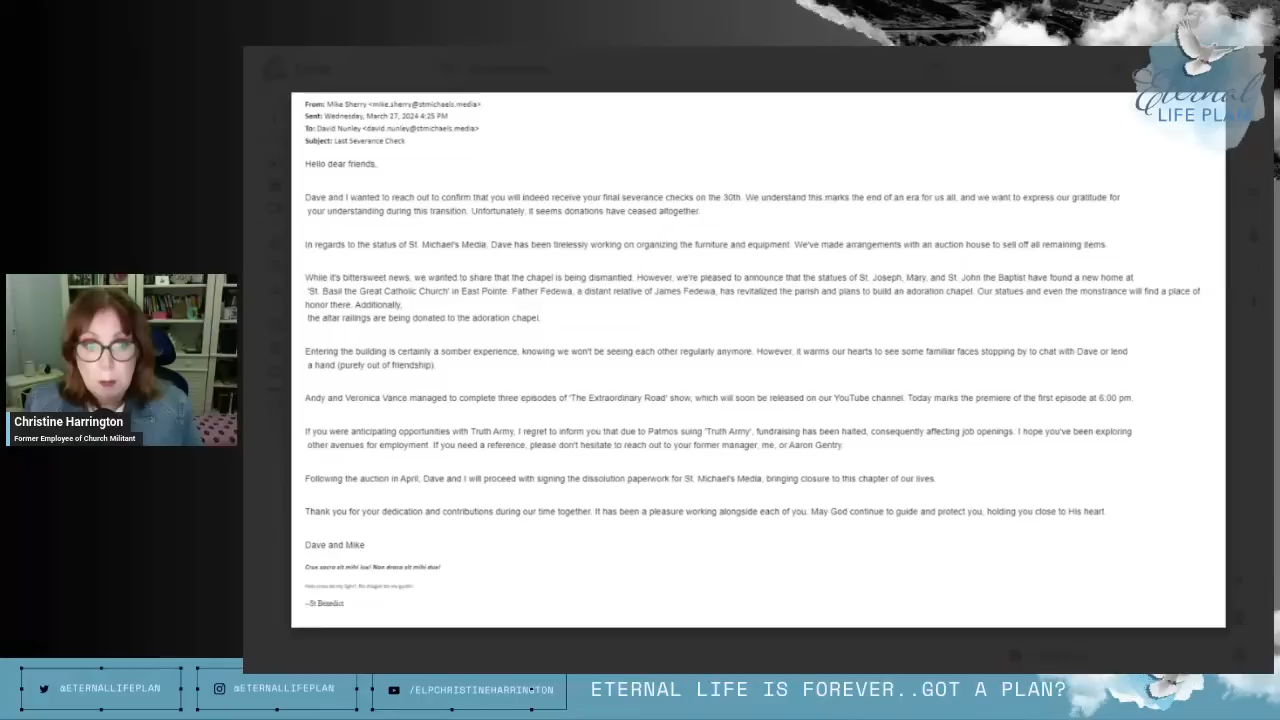 Eternal
LIFE PLAN
From: Mike Sherry <mike.sherry@stmichaels.media>
Sent: Wednesday, March 27, 2024 4:25 PM
To: David Nunley <david.nunley@stmichaels.media>
Subject: Last Severance Check
Hello dear friends,
Dave and I wanted to reach out to confirm that you will indeed receive your final severance checks on the 30th. We understand this marks the end of an era for us all, and we want to express our gratitude for
your understanding during this transition. Unfortunately, it seems donations have ceased altogether.
In regards to the status of St. Michael's Media, Dave has been tirelessly working on organizing the furniture and equipment. We've made arrangements with an auction house to sell off all remaining items.
While it's bittersweet news, we wanted to share that the chapel is being dismantled. However, we're pleased to announce that the statues of St. Joseph, Mary, and St. John the Baptist have found a new home at
'St. Basil the Great Catholic Church' in East Pointe. Father Fedewa, a distant relative of James Fedewa, has revitalized the parish and plans to build an adoration chapel. Our statues and even the monstrance will find a place of
honor there. Additionally,
the altar railings are being donated to the adoration chapel.
Entering the building is certainly a somber experience, knowing we won't be seeing each other regularly anymore. However, it warms our hearts to see some familiar faces stopping by to chat with Dave or lend
a hand (purely out of friendship).
Andy and Veronica Vance managed to complete three episodes of 'The Extraordinary Road' show, which will soon be released on our YouTube channel. Today marks the premiere of the first episode at 6:00 pm.
If you were anticipating opportunities with Truth Army, I regret to inform you that due to Patmos suing 'Truth Army', fundraising has been halted, consequently affecting job openings. I hope you've been exploring
other avenues for employment. If you need a reference, please don't hesitate to reach out to your former manager, me, or Aaron Gentry.
Following the auction in April, Dave and I will proceed with signing the dissolution paperwork for St. Michael's Media, bringing closure to this chapter of our lives.
Thank you for your dedication and contributions during our time together. It has been a pleasure working alongside each of you. May God continue to guide and protect you, holding you close to His heart.
Dave and Mike
Crux sacra sit mihi lux! Non draco sit mihi dux!
--St Benedict
Christine Harrington
Former Employee of Church Militant
@ETERNALLIFEPLAN
@ETERNALLIFEPLAN
/ELPCHRISTINEHARRINGTON
ETERNAL LIFE IS FOREVER..GOT A PLAN?